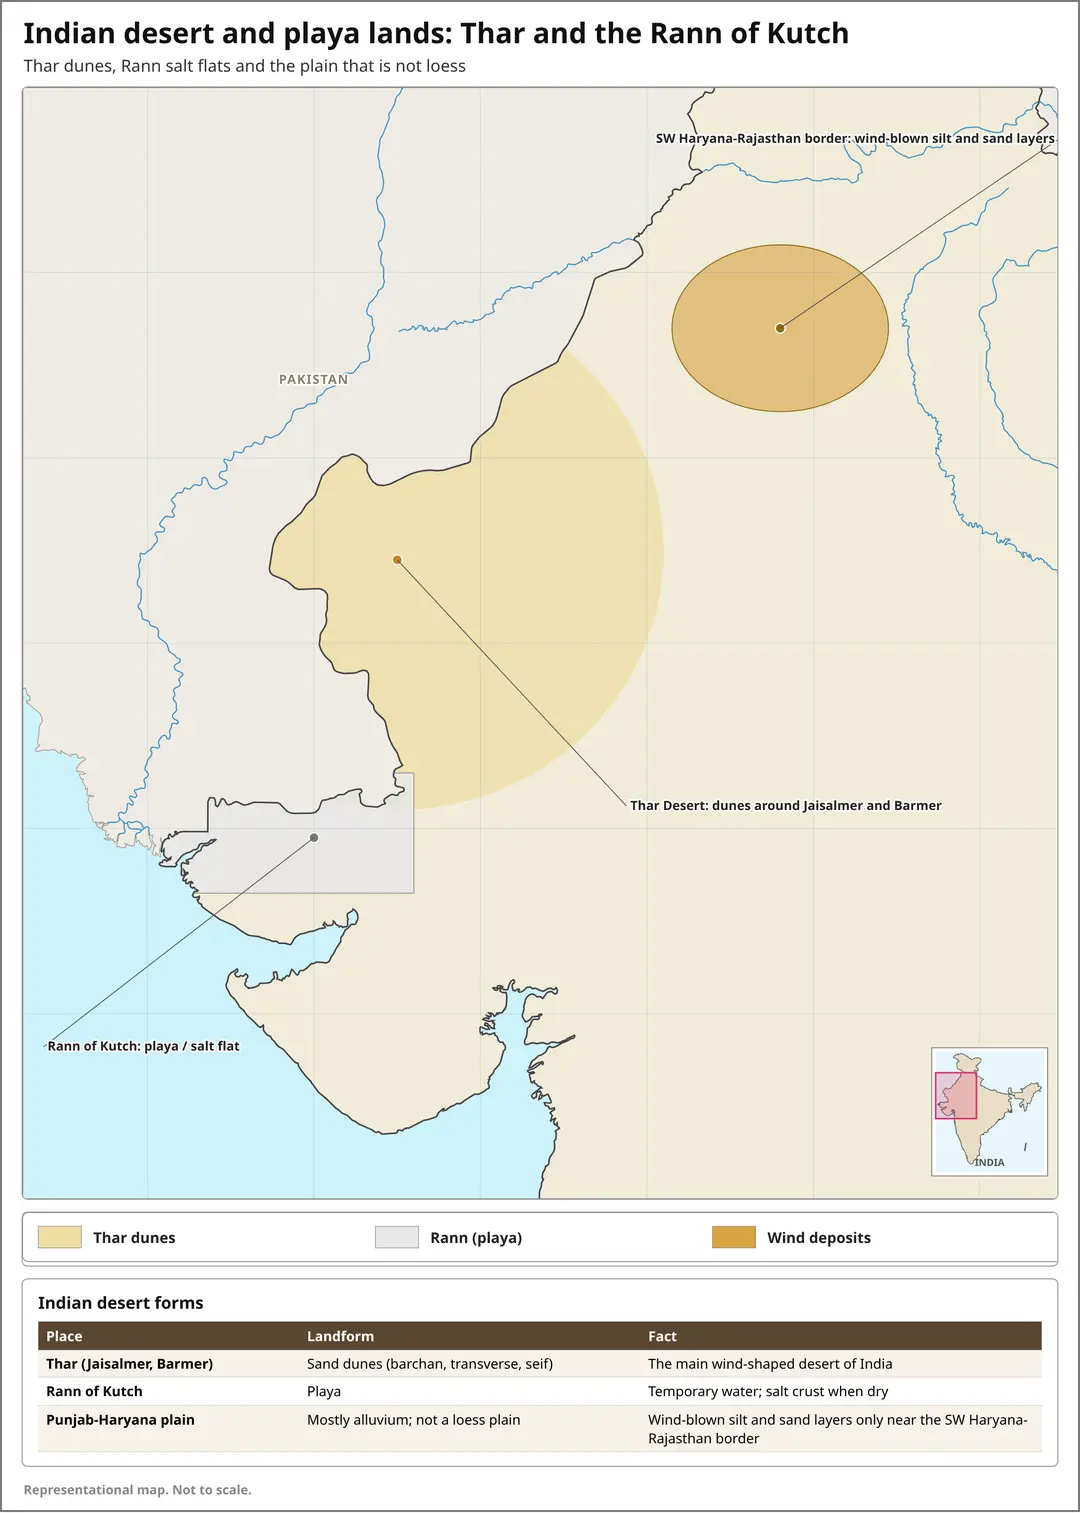 Indian desert and playa lands: Thar and the Rann of Kutch
Thar dunes, Rann salt flats and the plain that is not loess
SW Haryana-Rajasthan border: wind-blown silt and sand layers
PAKISTAN
Thar Desert: dunes around Jaisalmer and Barmer
Rann of Kutch: playa / salt flat
INDIA
Thar dunes
Rann (playa)
Wind deposits
Indian desert forms
Place Landform Fact
Thar (Jaisalmer, Barmer) Sand dunes (barchan, transverse, seif) The main wind-shaped desert of India
Rann of Kutch Playa Temporary water; salt crust when dry
Punjab-Haryana plain Mostly alluvium; not a loess plain Wind-blown silt and sand layers only near the SW Haryana-
Rajasthan border
Representational map. Not to scale.